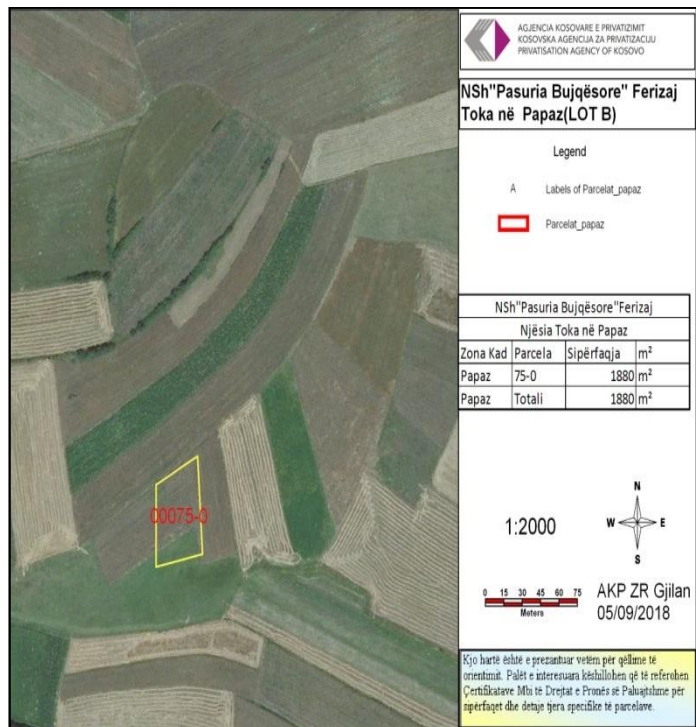 AGJENCIA KOSOVARE E PRIVATIZIMIT
KOSOVSKA AGENCIJA ZA PRIVATIZACIJU
PRIVATISATION AGENCY OF KOSOVO
NSh"Pasuria Bujqësore" Ferizaj
Toka në Papaz(LOT B)
Legend
A Labels of Parcelat_papaz
Parcelat_papaz
NSh"Pasuria Bujqësore"Ferizaj
Njësia Toka në Papaz
Zona Kad Parcela Sipërfaqja m²
Papaz 75-0 1880 m²
Papaz Totali 1880 m²
00075-0
1:2000
N
W E
S
0 15 30 45 60 75
Meters
AKP ZR Gjilan
05/09/2018
Kjo hartë është e prezantuar vetëm për qëllime të
orientimit. Palët e interesuara këshillohen që të referohen
Çertifikatave Mbi të Drejtat e Pronës së Paluajtshme për
sipërfaqet dhe detaje tjera specifike të parcelave.